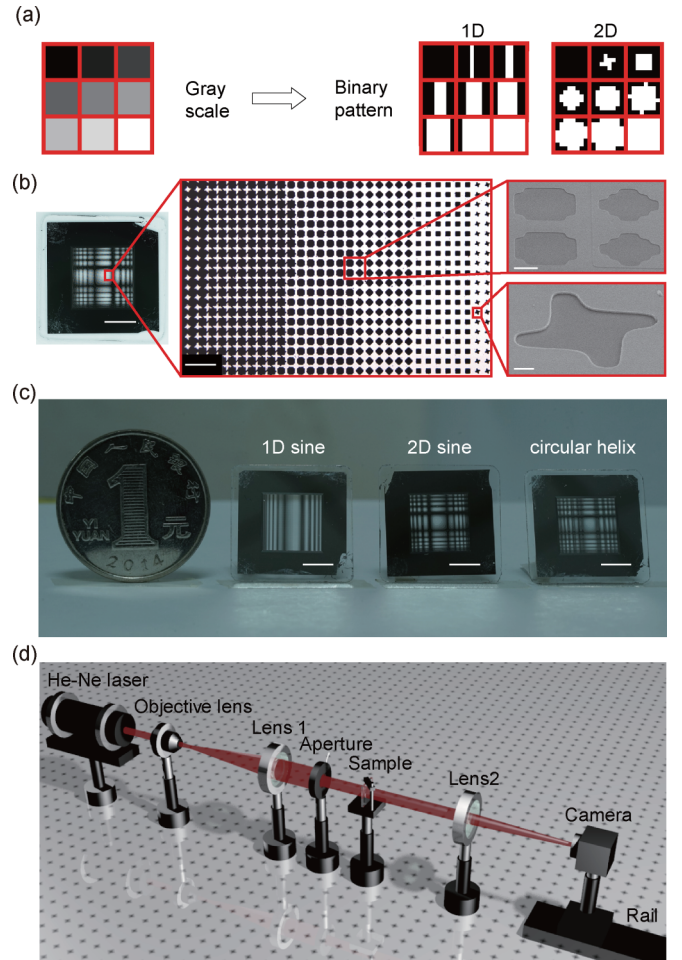 (a)
1D
2D
Gray
scale
Binary
pattern
(b)
(c)
1D sine
2D sine
circular helix
中国人民银行
1
YI
YUAN
元
2014
(d)
He-Ne laser
Objective lens
Lens 1
Aperture
Sample
Lens2
Camera
Rail